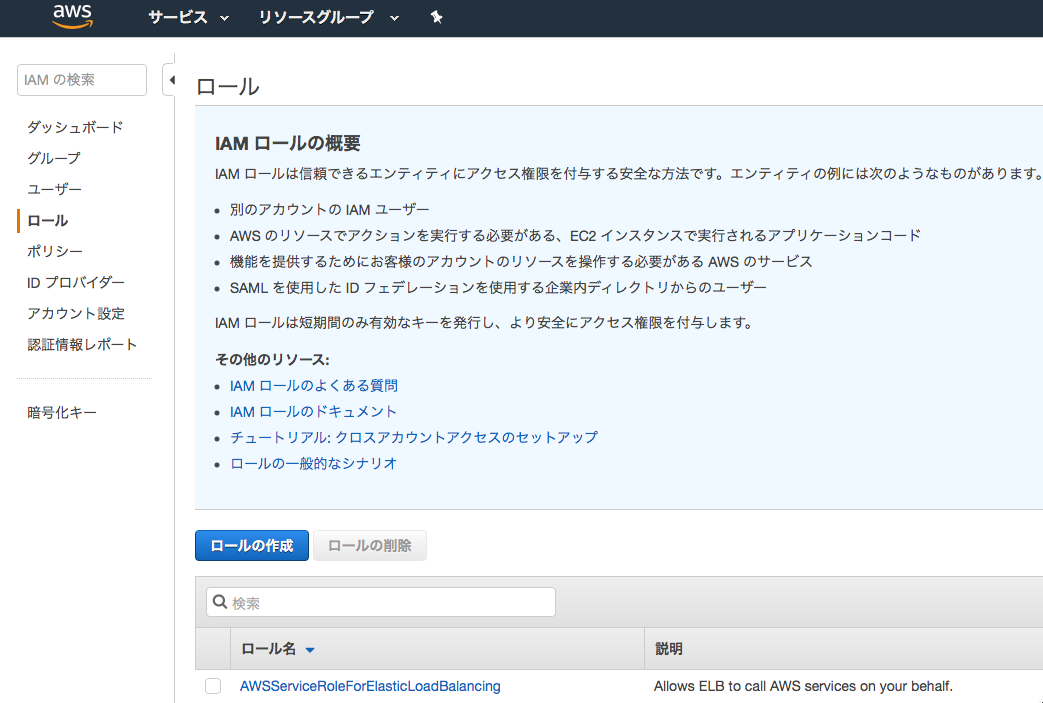 aws サービス リソースグループ
IAM の検索
ダッシュボード
グループ
ユーザー
ロール
ポリシー
ID プロバイダー
アカウント設定
認証情報レポート
暗号化キー
ロール
IAM ロールの概要
IAM ロールは信頼できるエンティティにアクセス権限を付与する安全な方法です。エンティティの例には次のようなものがあります。
• 別のアカウントの IAM ユーザー
• AWS のリソースでアクションを実行する必要がある、EC2 インスタンスで実行されるアプリケーションコード
• 機能を提供するためにお客様のアカウントのリソースを操作する必要がある AWS のサービス
• SAML を使用した ID フェデレーションを使用する企業内ディレクトリからのユーザー
IAM ロールは短期間のみ有効なキーを発行し、より安全にアクセス権限を付与します。
その他のリソース:
• IAM ロールのよくある質問
• IAM ロールのドキュメント
• チュートリアル: クロスアカウントアクセスのセットアップ
• ロールの一般的なシナリオ
ロールの作成 ロールの削除
検索
ロール名 説明
AWSServiceRoleForElasticLoadBalancing Allows ELB to call AWS services on your behalf.